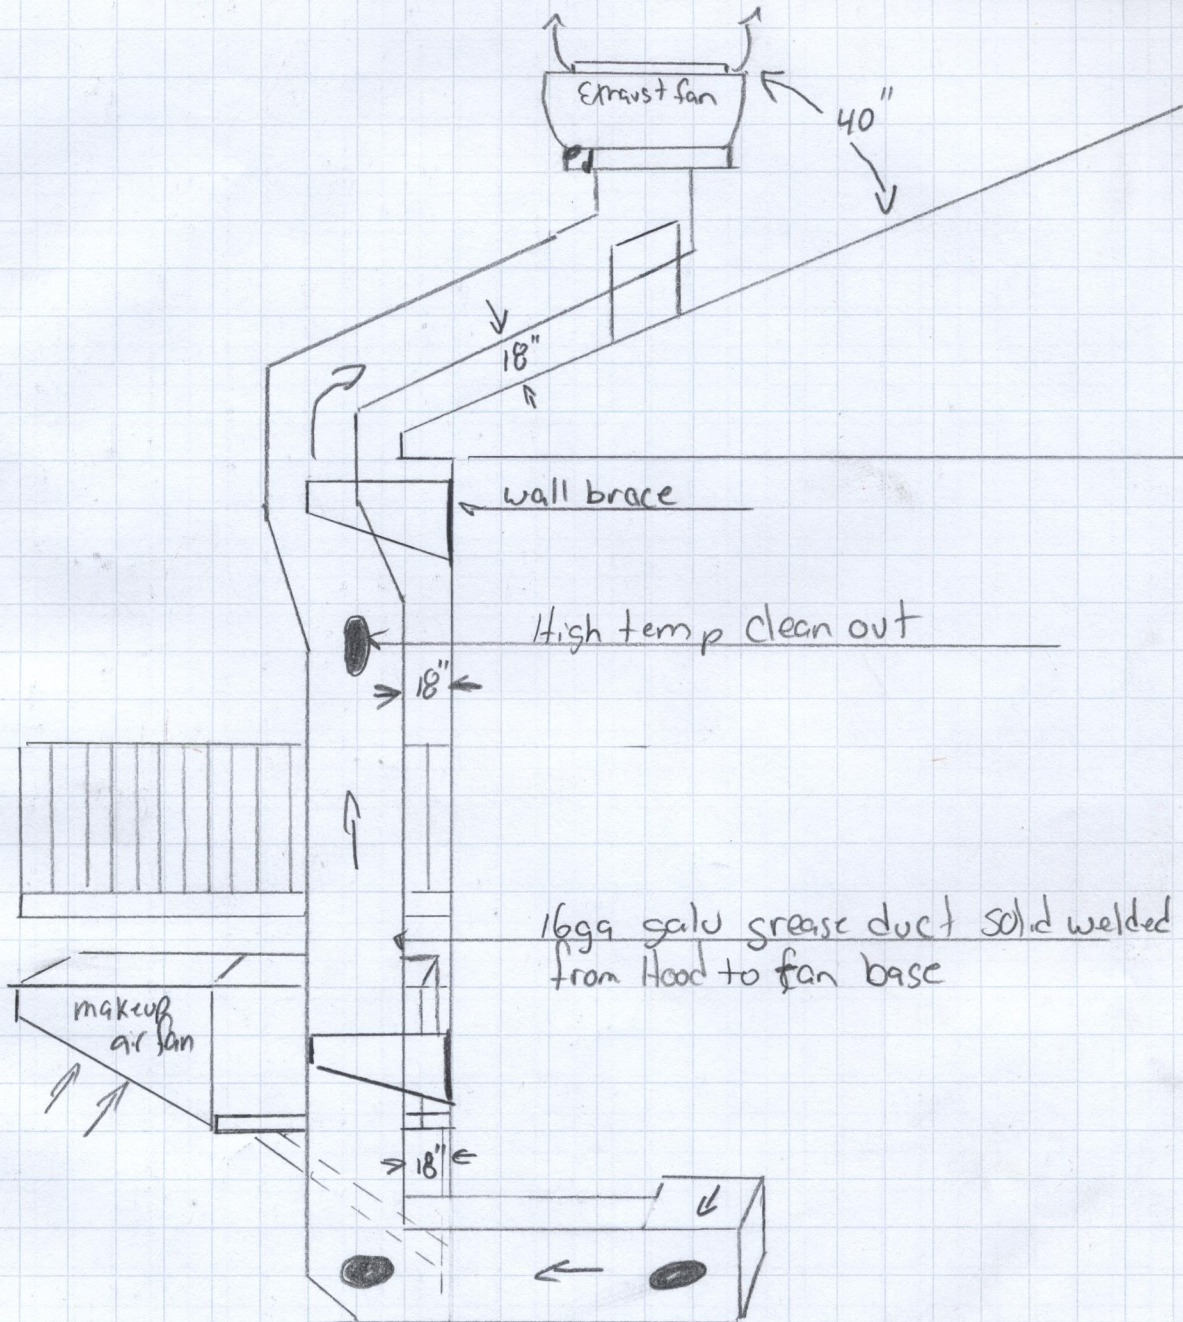 Exhaust fan
40"
18"
wall brace
High temp clean out
18"
16ga galv grease duct solid welded
from Hood to fan base
makeup
air fan
18"